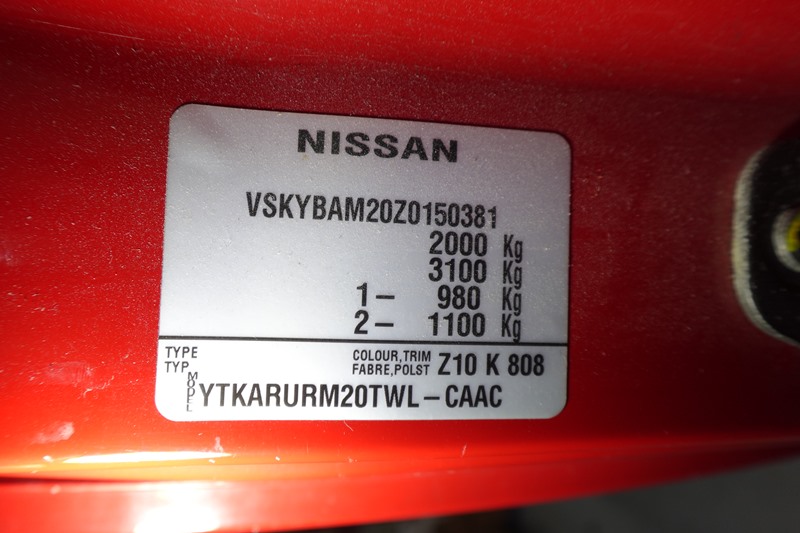 NISSAN
VSKYBAM20Z0150381
2000 Kg
3100 Kg
1 – 980 Kg
2 – 1100 Kg
TYPE COLOUR,TRIM Z10 K 808
TYP FABRE,POLST
MODEL YTKARURM20TWL – CAAC